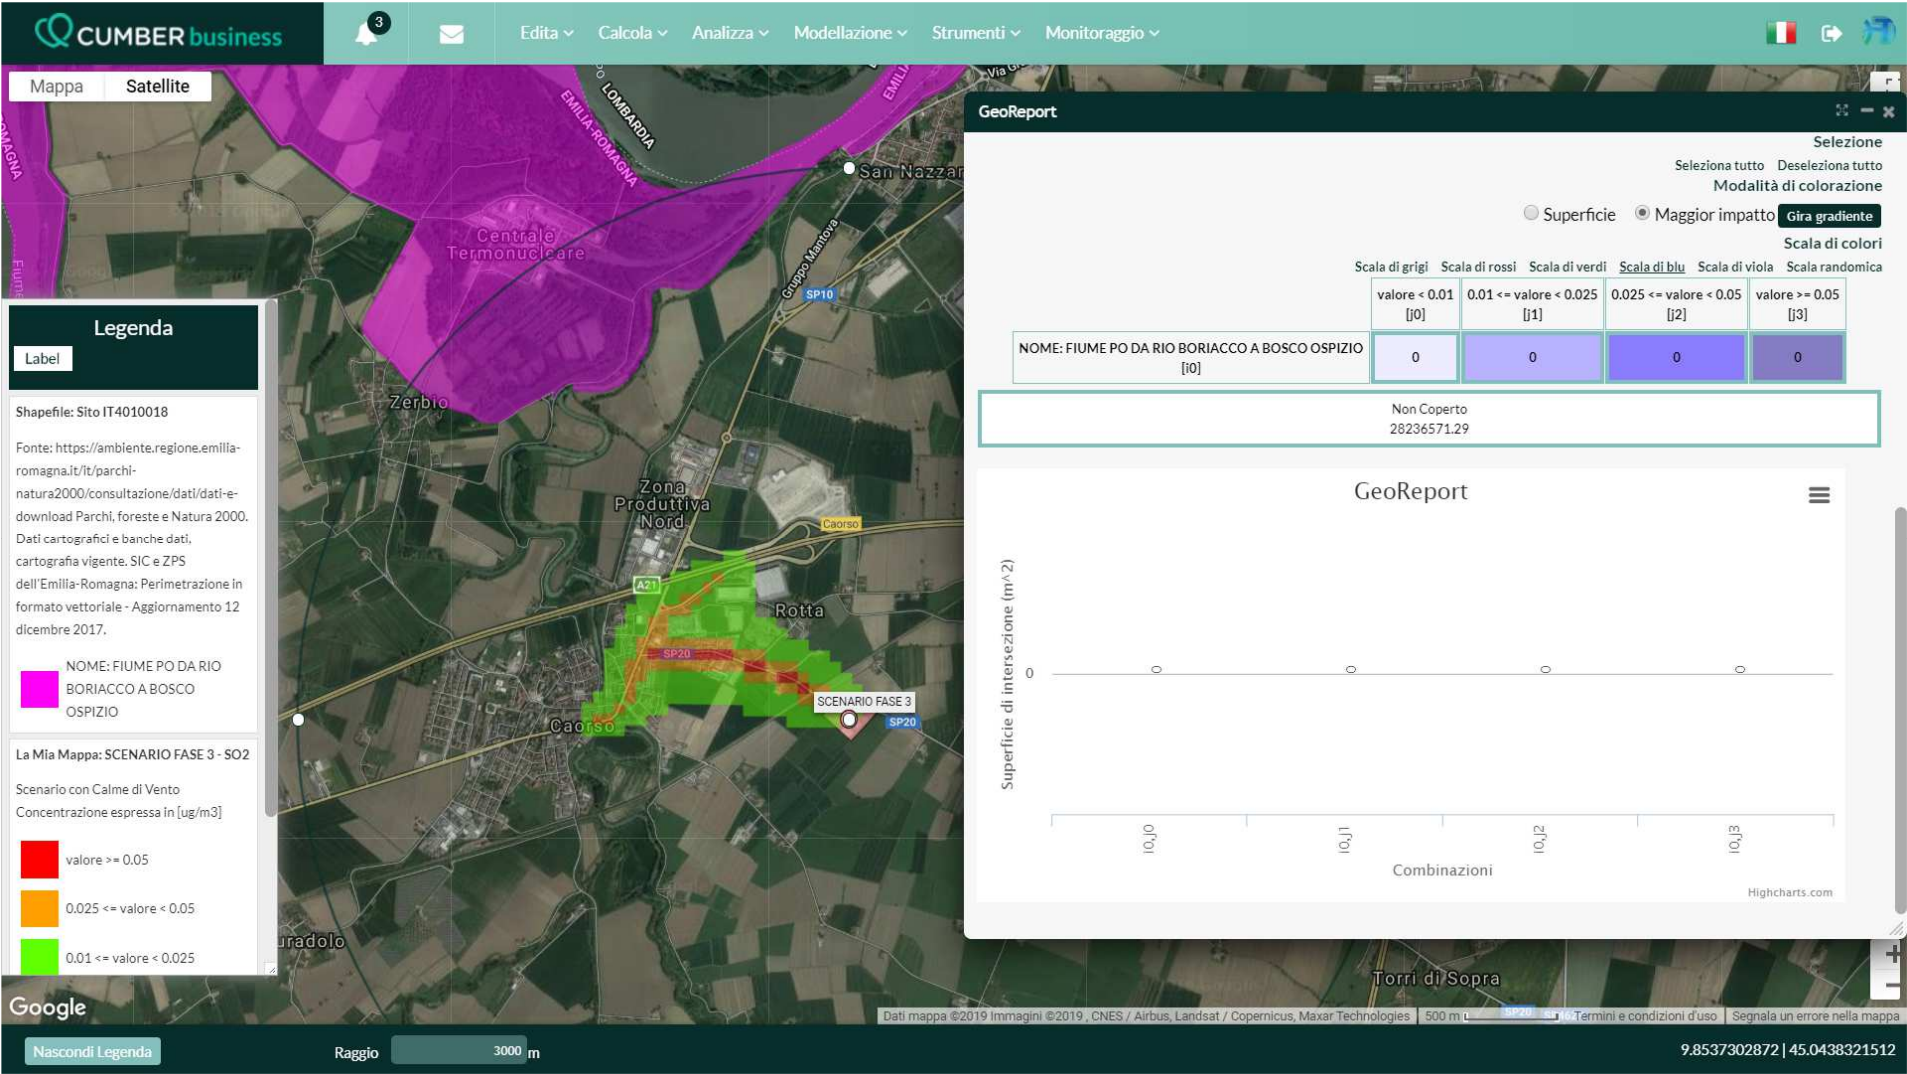 CUMBER business
3
Edita
Calcola
Analizza
Modellazione
Strumenti
Monitoraggio
Mappa
Satellite
LOMBARDIA
EMILIA-ROMAGNA
San Nazzar
Centrale
Termonucleare
Gruppo Mantova
SP10
Zerbio
Zona
Produttiva
Nord
Caorso
A21
Rotta
SP20
SCENARIO FASE 3
SP20
Caorso
Torri di Sopra
Legenda
Label
Shapefile: Sito IT4010018
Fonte: https://ambiente.regione.emilia-
romagna.it/it/parchi-
natura2000/consultazione/dati/dati-e-
download Parchi, foreste e Natura 2000.
Dati cartografici e banche dati,
cartografia vigente. SIC e ZPS
dell'Emilia-Romagna: Perimetrazione in
formato vettoriale - Aggiornamento 12
dicembre 2017.
NOME: FIUME PO DA RIO
BORIACCO A BOSCO
OSPIZIO
La Mia Mappa: SCENARIO FASE 3 - SO2
Scenario con Calme di Vento
Concentrazione espressa in [ug/m3]
valore >= 0.05
0.025 <= valore < 0.05
0.01 <= valore < 0.025
GeoReport
Selezione
Seleziona tutto Deseleziona tutto
Modalità di colorazione
Superficie Maggior impatto Gira gradiente
Scala di colori
Scala di grigi Scala di rossi Scala di verdi Scala di blu Scala di viola Scala randomica
valore < 0.01 [j0]
0.01 <= valore < 0.025 [j1]
0.025 <= valore < 0.05 [j2]
valore >= 0.05 [j3]
NOME: FIUME PO DA RIO BORIACCO A BOSCO OSPIZIO
[i0]
0 0 0 0
Non Coperto
28236571.29
GeoReport
Superficie di intersezione (m^2)
0
0 0 0 0
i0,j0 i0,j1 i0,j2 i0,j3
Combinazioni
Highcharts.com
Google
Dati mappa ©2019 Immagini ©2019 , CNES / Airbus, Landsat / Copernicus, Maxar Technologies
500 m
Termini e condizioni d'uso
Segnala un errore nella mappa
Nascondi Legenda
Raggio 3000 m
9.8537302872 | 45.0438321512